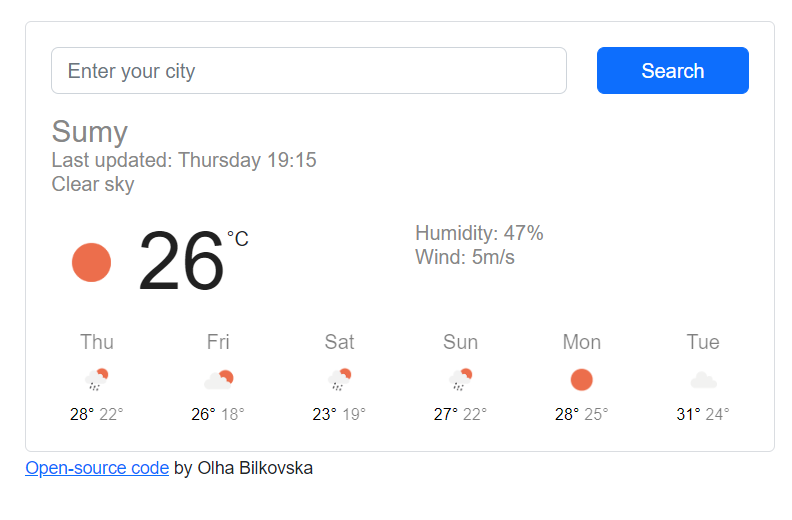 Enter your city
Search
Sumy
Last updated: Thursday 19:15
Clear sky
26 °C
Humidity: 47%
Wind: 5m/s
Thu Fri Sat Sun Mon Tue
28° 22° 26° 18° 23° 19° 27° 22° 28° 25° 31° 24°
Open-source code by Olha Bilkovska